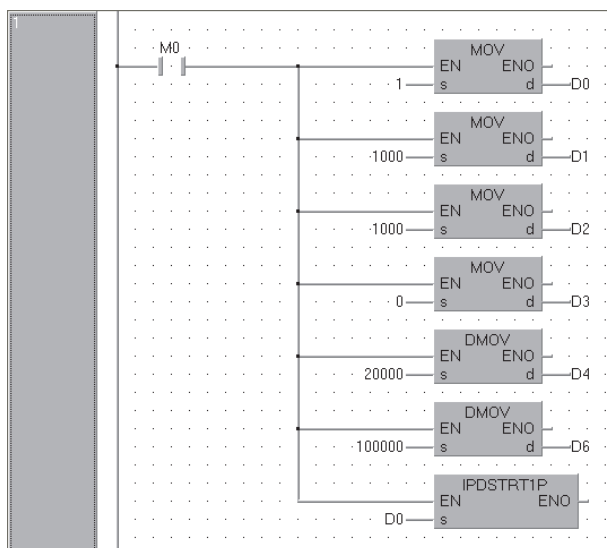 1
M0
MOV
EN ENO
1 s d D0
MOV
EN ENO
1000 s d D1
MOV
EN ENO
1000 s d D2
MOV
EN ENO
0 s d D3
DMOV
EN ENO
20000 s d D4
DMOV
EN ENO
100000 s d D6
IPDSTRT1P
EN ENO
D0 s